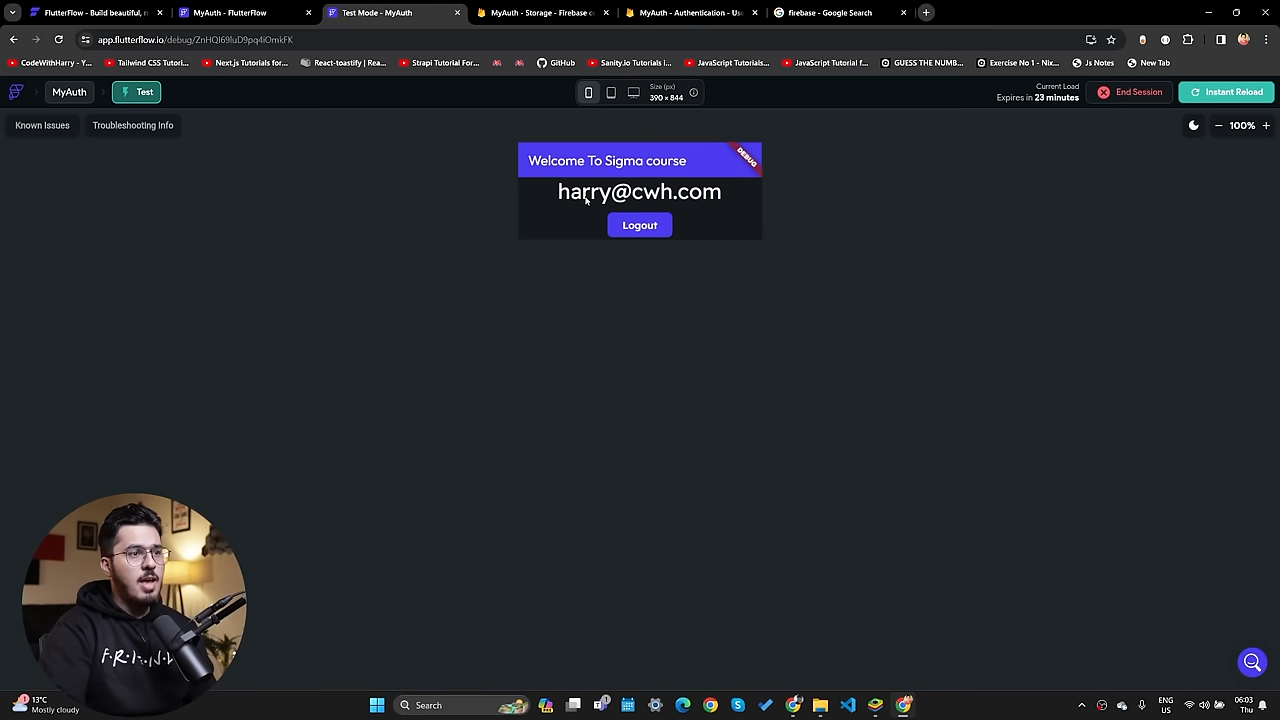 FlutterFlow - Build beautiful, r
MyAuth - FlutterFlow
Test Mode - MyAuth
MyAuth - Storage - Firebase c
MyAuth - Authentication - Use
firebase - Google Search
app.flutterflow.io/debug/ZnHQI69IuD9pq4iOmkFK
CodeWithHarry - Y...
Tailwind CSS Tutori...
Next.js Tutorials for...
React-toastify | Rea...
Strapi Tutorial For...
GitHub
Sanity.io Tutorials I...
JavaScript Tutorials...
JavaScript Tutorial f...
GUESS THE NUMB...
Exercise No 1 - Nix...
Js Notes
New Tab
MyAuth
Test
Size (px)
390 × 844
Current Load
Expires in 23 minutes
End Session
Instant Reload
Known Issues
Troubleshooting Info
100%
Welcome To Sigma course
DEBUG
harry@cwh.com
Logout
13°C
Mostly cloudy
Search
ENG
US
06:03
Thu